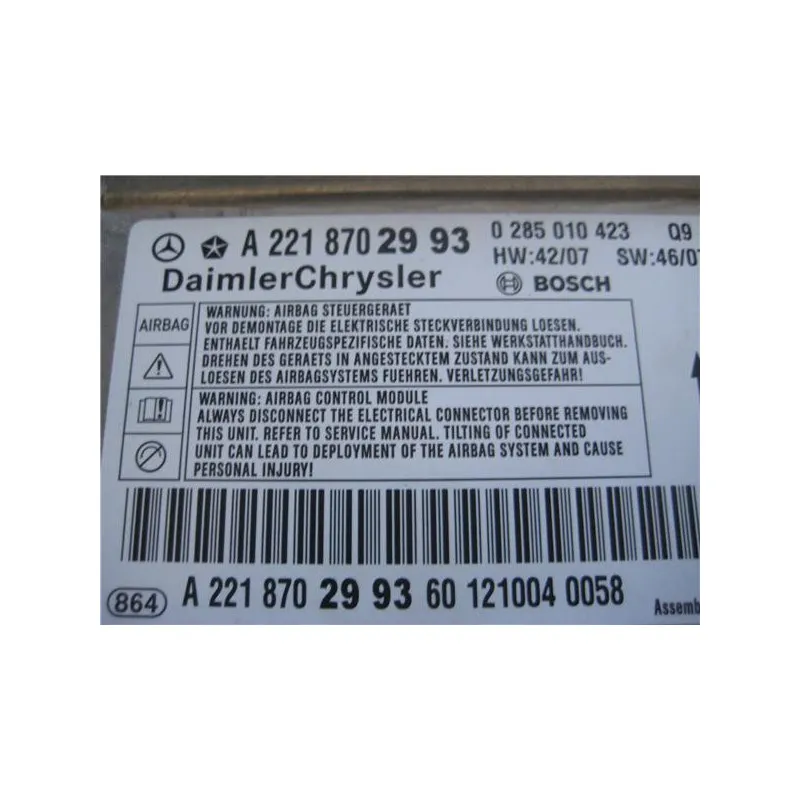 A 221 870 29 93 0 285 010 423 Q9
HW:42/07 SW:46/07
DaimlerChrysler BOSCH
AIRBAG
WARNUNG: AIRBAG STEUERGERAET
VOR DEMONTAGE DIE ELEKTRISCHE STECKVERBINDUNG LOESEN.
ENTHAELT FAHRZEUGSPEZIFISCHE DATEN. SIEHE WERKSTATTHANDBUCH.
DREHEN DES GERAETS IN ANGESTECKTEM ZUSTAND KANN ZUM AUS-
LOESEN DES AIRBAGSYSTEMS FUEHREN. VERLETZUNGSGEFAHR!
WARNING: AIRBAG CONTROL MODULE
ALWAYS DISCONNECT THE ELECTRICAL CONNECTOR BEFORE REMOVING
THIS UNIT. REFER TO SERVICE MANUAL. TILTING OF CONNECTED
UNIT CAN LEAD TO DEPLOYMENT OF THE AIRBAG SYSTEM AND CAUSE
PERSONAL INJURY!
864 A 221 870 29 93 60 121004 0058
Assemb